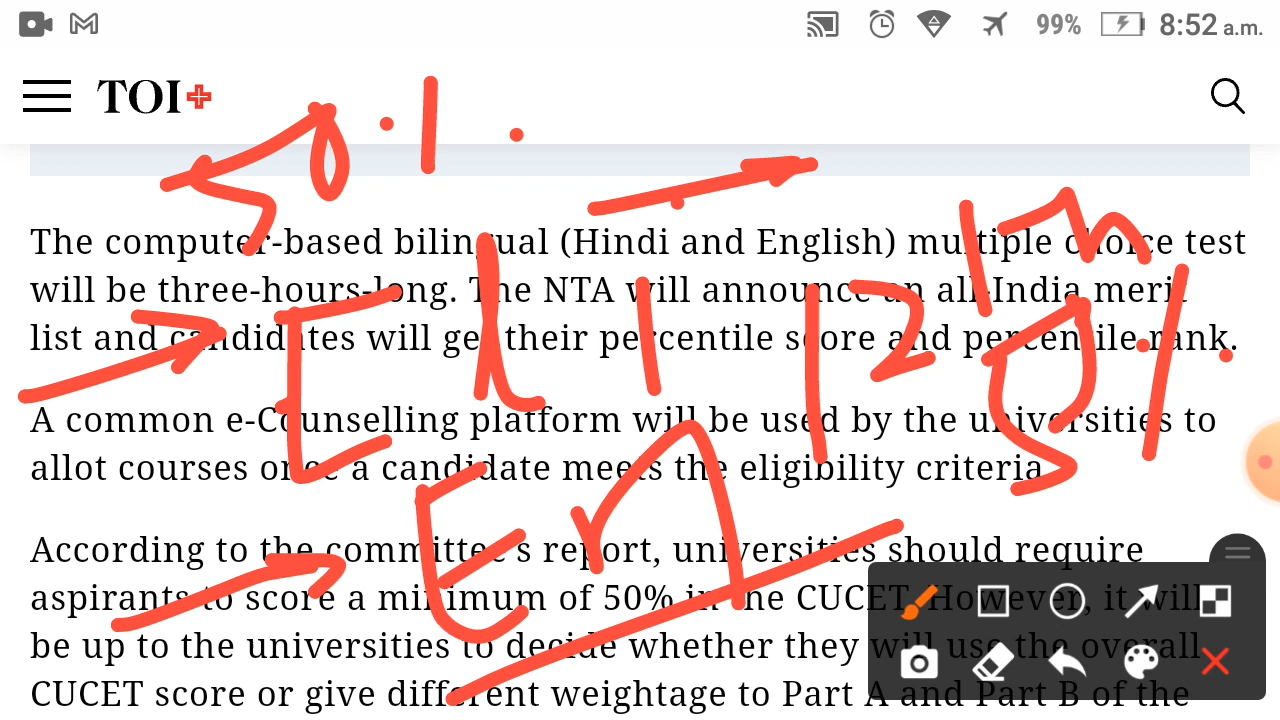 99% 8:52 a.m.
TOI+
50%
The computer-based bilingual (Hindi and English) multiple choice test
will be three-hours-long. The NTA will announce an all-India merit
list and candidates will get their percentile score and percentile rank.
A common e-Counselling platform will be used by the universities to
allot courses once a candidate meets the eligibility criteria.
According to the committee's report, universities should require
aspirants to score a minimum of 50% in the CUCET. However, it will
be up to the universities to decide whether they will use the overall
CUCET score or give different weightage to Part A and Part B of the
12th
50%